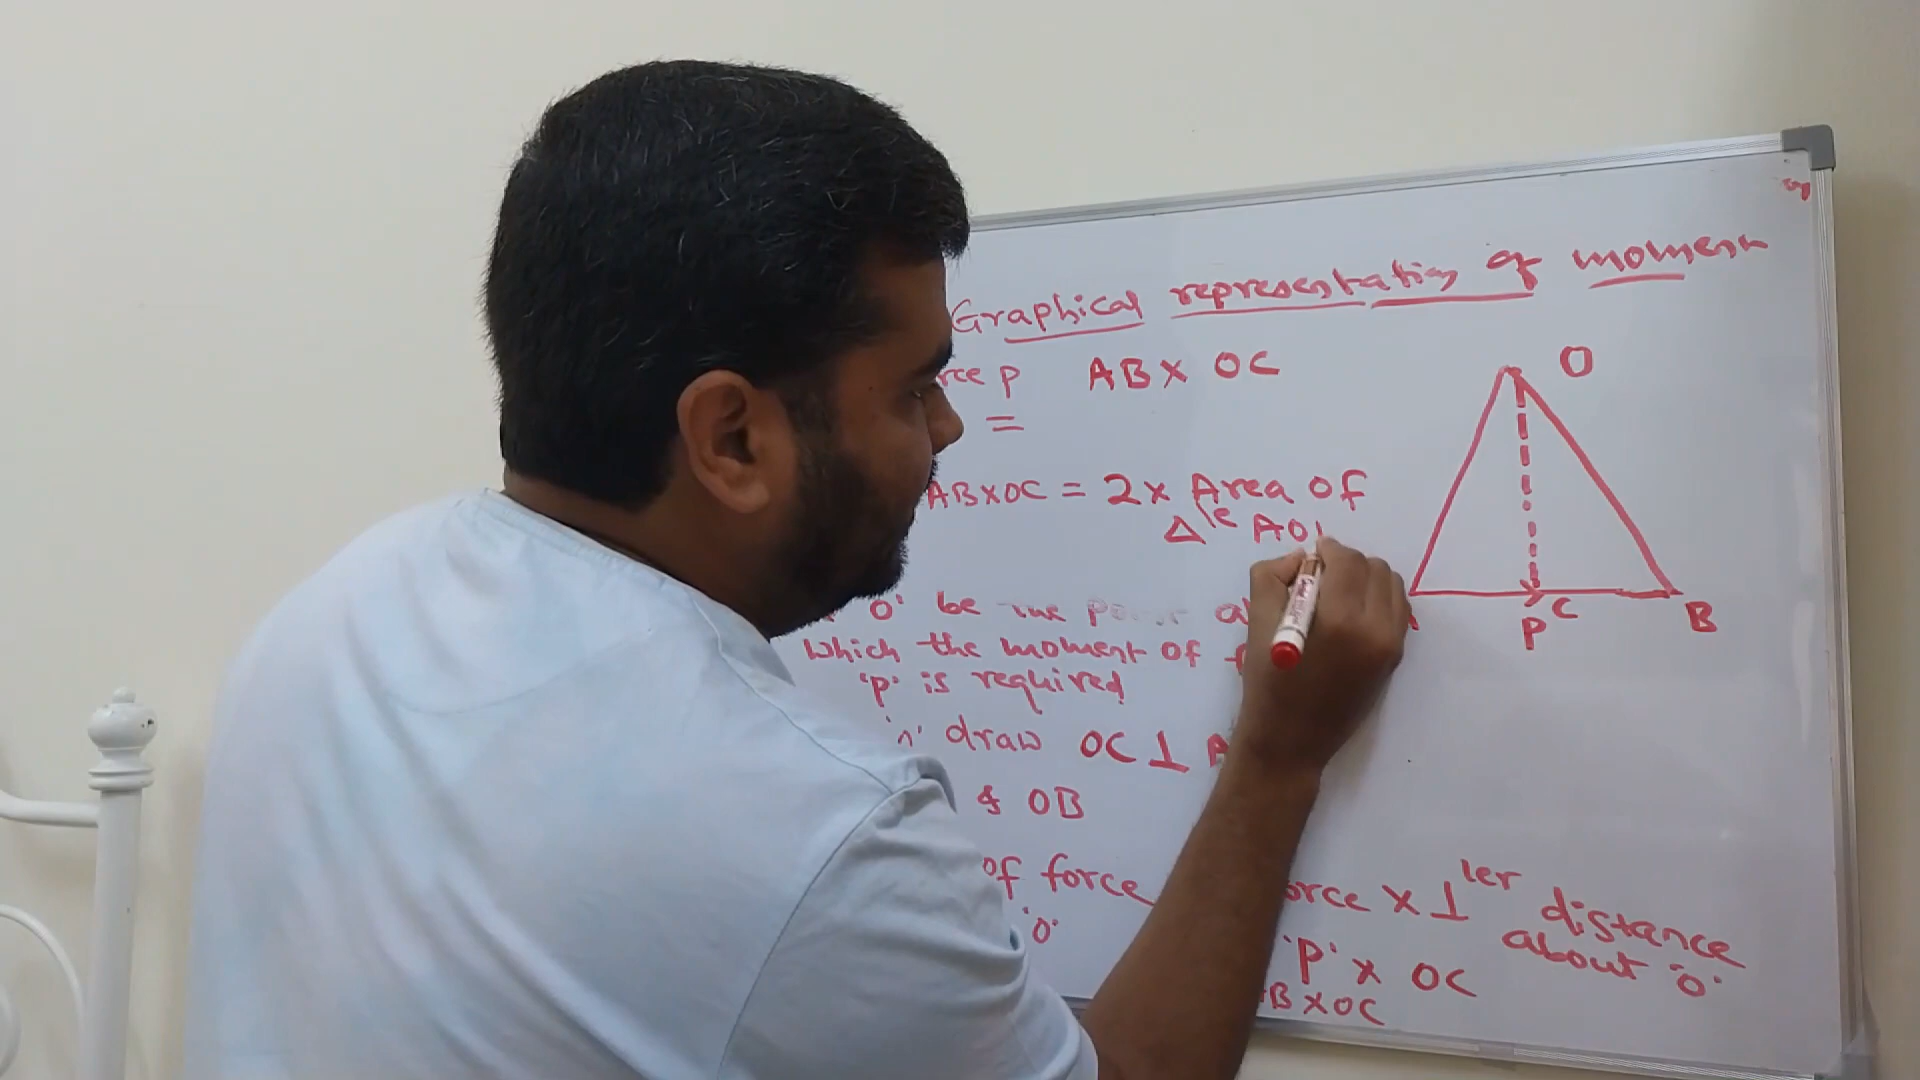 Graphical representation of moment
rce P AB X OC
=
ABXOC = 2x Area of
Δle AO
O
C
P
B
'O' be the point
which the moment of
'P' is required
draw OC ⊥ A
& OB
of force
'O'
orce X ⊥ler distance
about 'O'
'P' X OC
B X OC